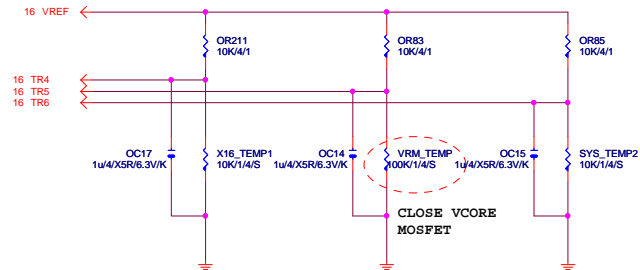 16 VREF
OR211
10K/4/1
OR83
10K/4/1
OR85
10K/4/1
16 TR4
16 TR5
16 TR6
OC17
1u/4/X5R/6.3V/K
X16_TEMP1
10K/1/4/S
OC14
1u/4/X5R/6.3V/K
VRM_TEMP
100K/1/4/S
OC15
1u/4/X5R/6.3V/K
SYS_TEMP2
10K/1/4/S
CLOSE VCORE
MOSFET